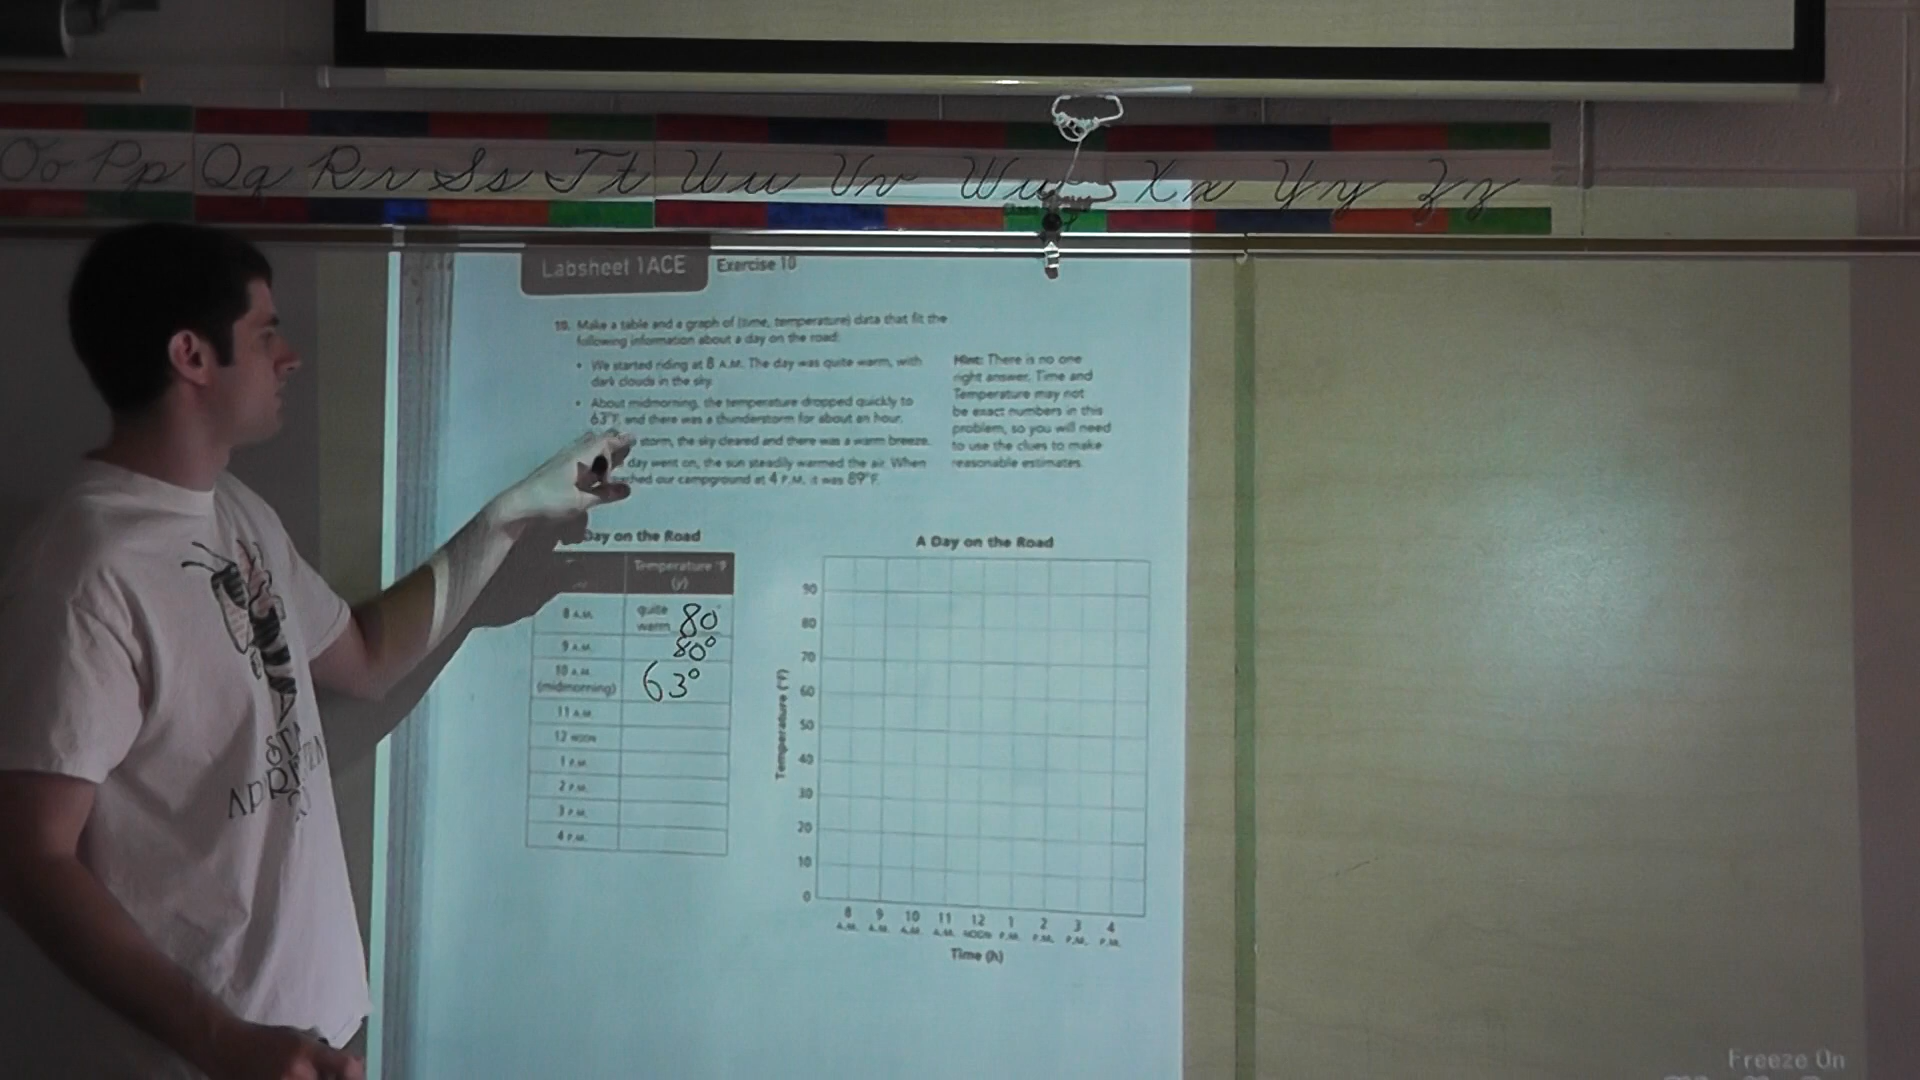 Oo Pp Qq Rr Ss Tt Uu Vv Ww Xx Yy Zz
Labsheet 1ACE Exercise 10
10. Make a table and a graph of (time, temperature) data that fit the
following information about a day on the road:
• We started riding at 8 A.M. The day was quite warm, with
dark clouds in the sky.
• About midmorning, the temperature dropped quickly to
63°F, and there was a thunderstorm for about an hour.
storm, the sky cleared and there was a warm breeze.
day went on, the sun steadily warmed the air. When
our campground at 4 P.M. it was 89°F.
Hint: There is no one
right answer. Time and
Temperature may not
be exact numbers in this
problem, so you will need
to use the clues to make
reasonable estimates.
Day on the Road
Temperature °F
(y)
8 A.M. quite
warm 80
9 A.M. 80°
10 A.M.
(midmorning) 63°
11 A.M.
12 NOON
1 P.M.
2 P.M.
3 P.M.
4 P.M.
A Day on the Road
Temperature (°F)
90
80
70
60
50
40
30
20
10
0
8 9 10 11 12 1 2 3 4
A.M. A.M. A.M. A.M. NOON P.M. P.M. P.M. P.M.
Time (h)
Freeze On